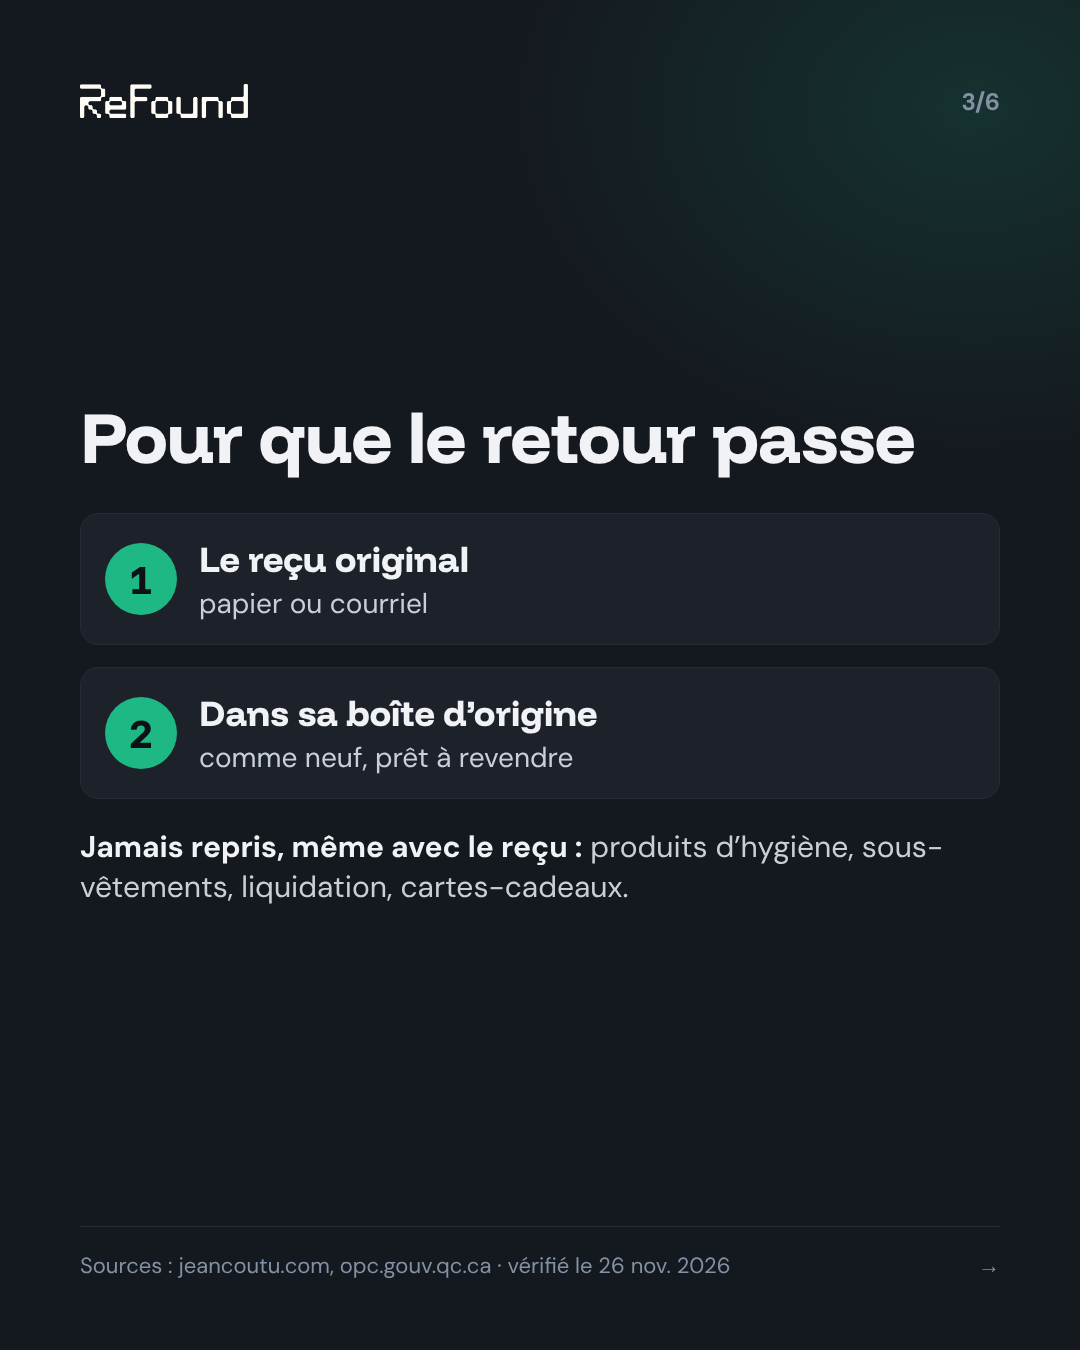 ReFound
3/6
Pour que le retour passe
1
Le reçu original
papier ou courriel
2
Dans sa boîte d’origine
comme neuf, prêt à revendre
Jamais repris, même avec le reçu : produits d’hygiène, sous-
vêtements, liquidation, cartes-cadeaux.
Sources : jeancoutu.com, opc.gouv.qc.ca · vérifié le 26 nov. 2026 →